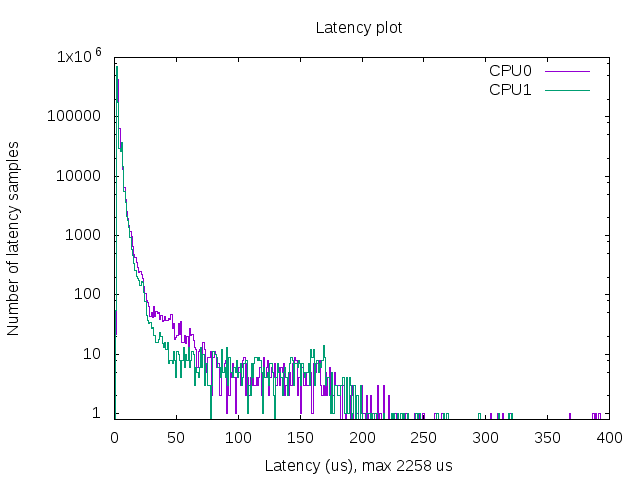 Latency plot
Number of latency samples
1x10^6
100000
10000
1000
100
10
1
CPU0
CPU1
0 50 100 150 200 250 300 350 400
Latency (us), max 2258 us